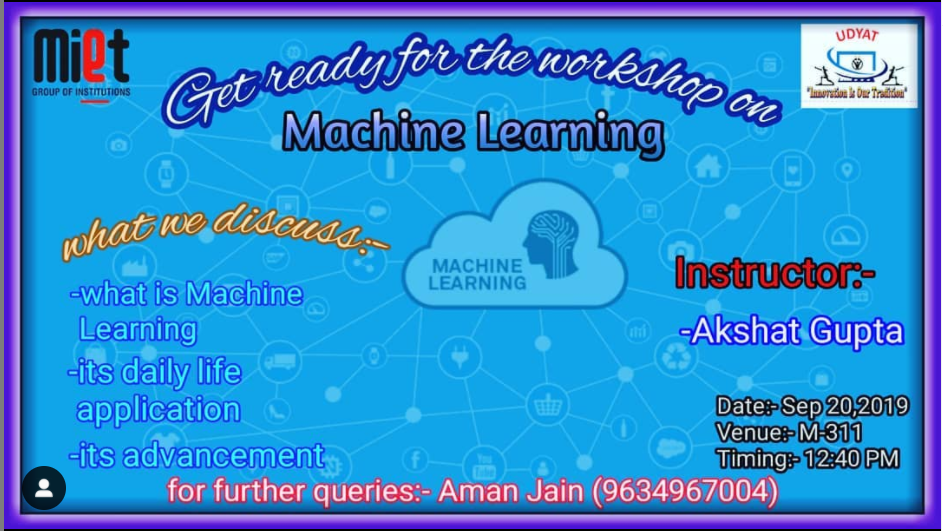 miet
GROUP OF INSTITUTIONS
UDYAT
"Innovation Is Our Tradition"
Get ready for the workshop on
Machine Learning
what we discuss:-
-what is Machine
Learning
-its daily life
application
-its advancement
MACHINE
LEARNING
Instructor:-
-Akshat Gupta
Date:- Sep 20,2019
Venue:- M-311
Timing:- 12:40 PM
You
Tube
for further queries:- Aman Jain (9634967004)